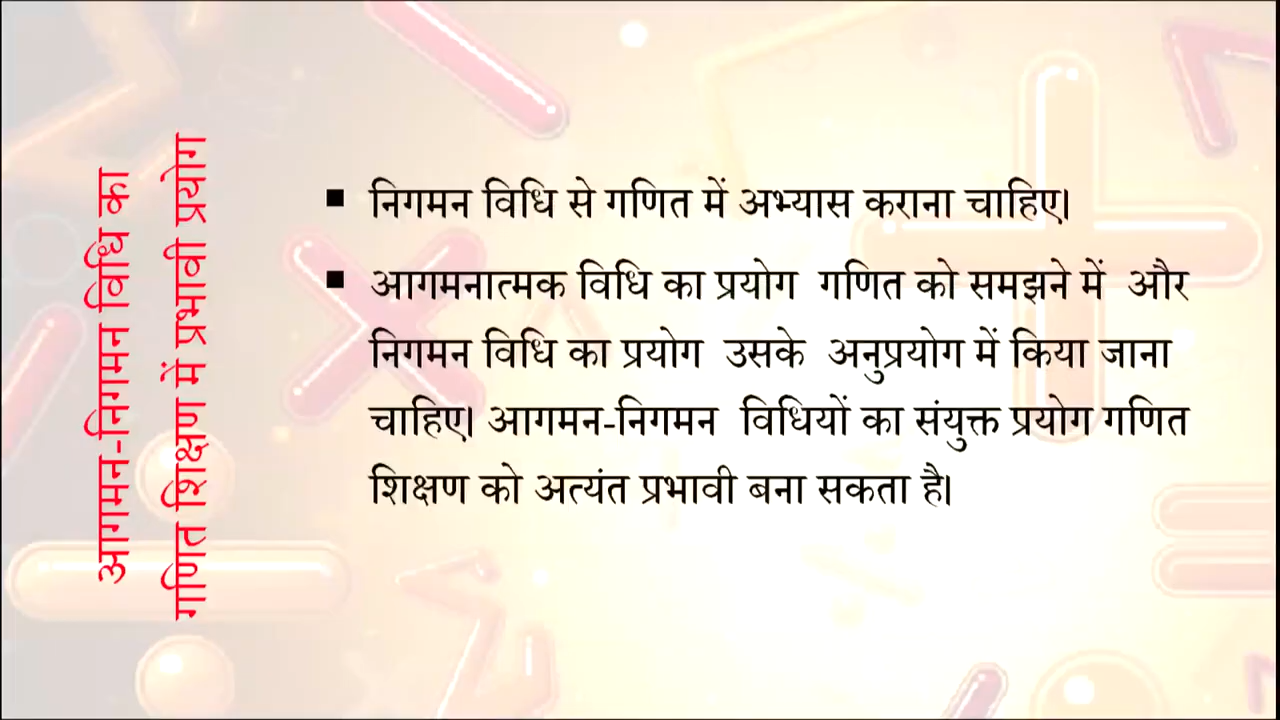 आगमन-निगमन विधि का
गणित शिक्षण में प्रभावी प्रयोग
▪ निगमन विधि से गणित में अभ्यास कराना चाहिए।
▪ आगमनात्मक विधि का प्रयोग गणित को समझने में और
निगमन विधि का प्रयोग उसके अनुप्रयोग में किया जाना
चाहिए। आगमन-निगमन विधियों का संयुक्त प्रयोग गणित
शिक्षण को अत्यंत प्रभावी बना सकता है।